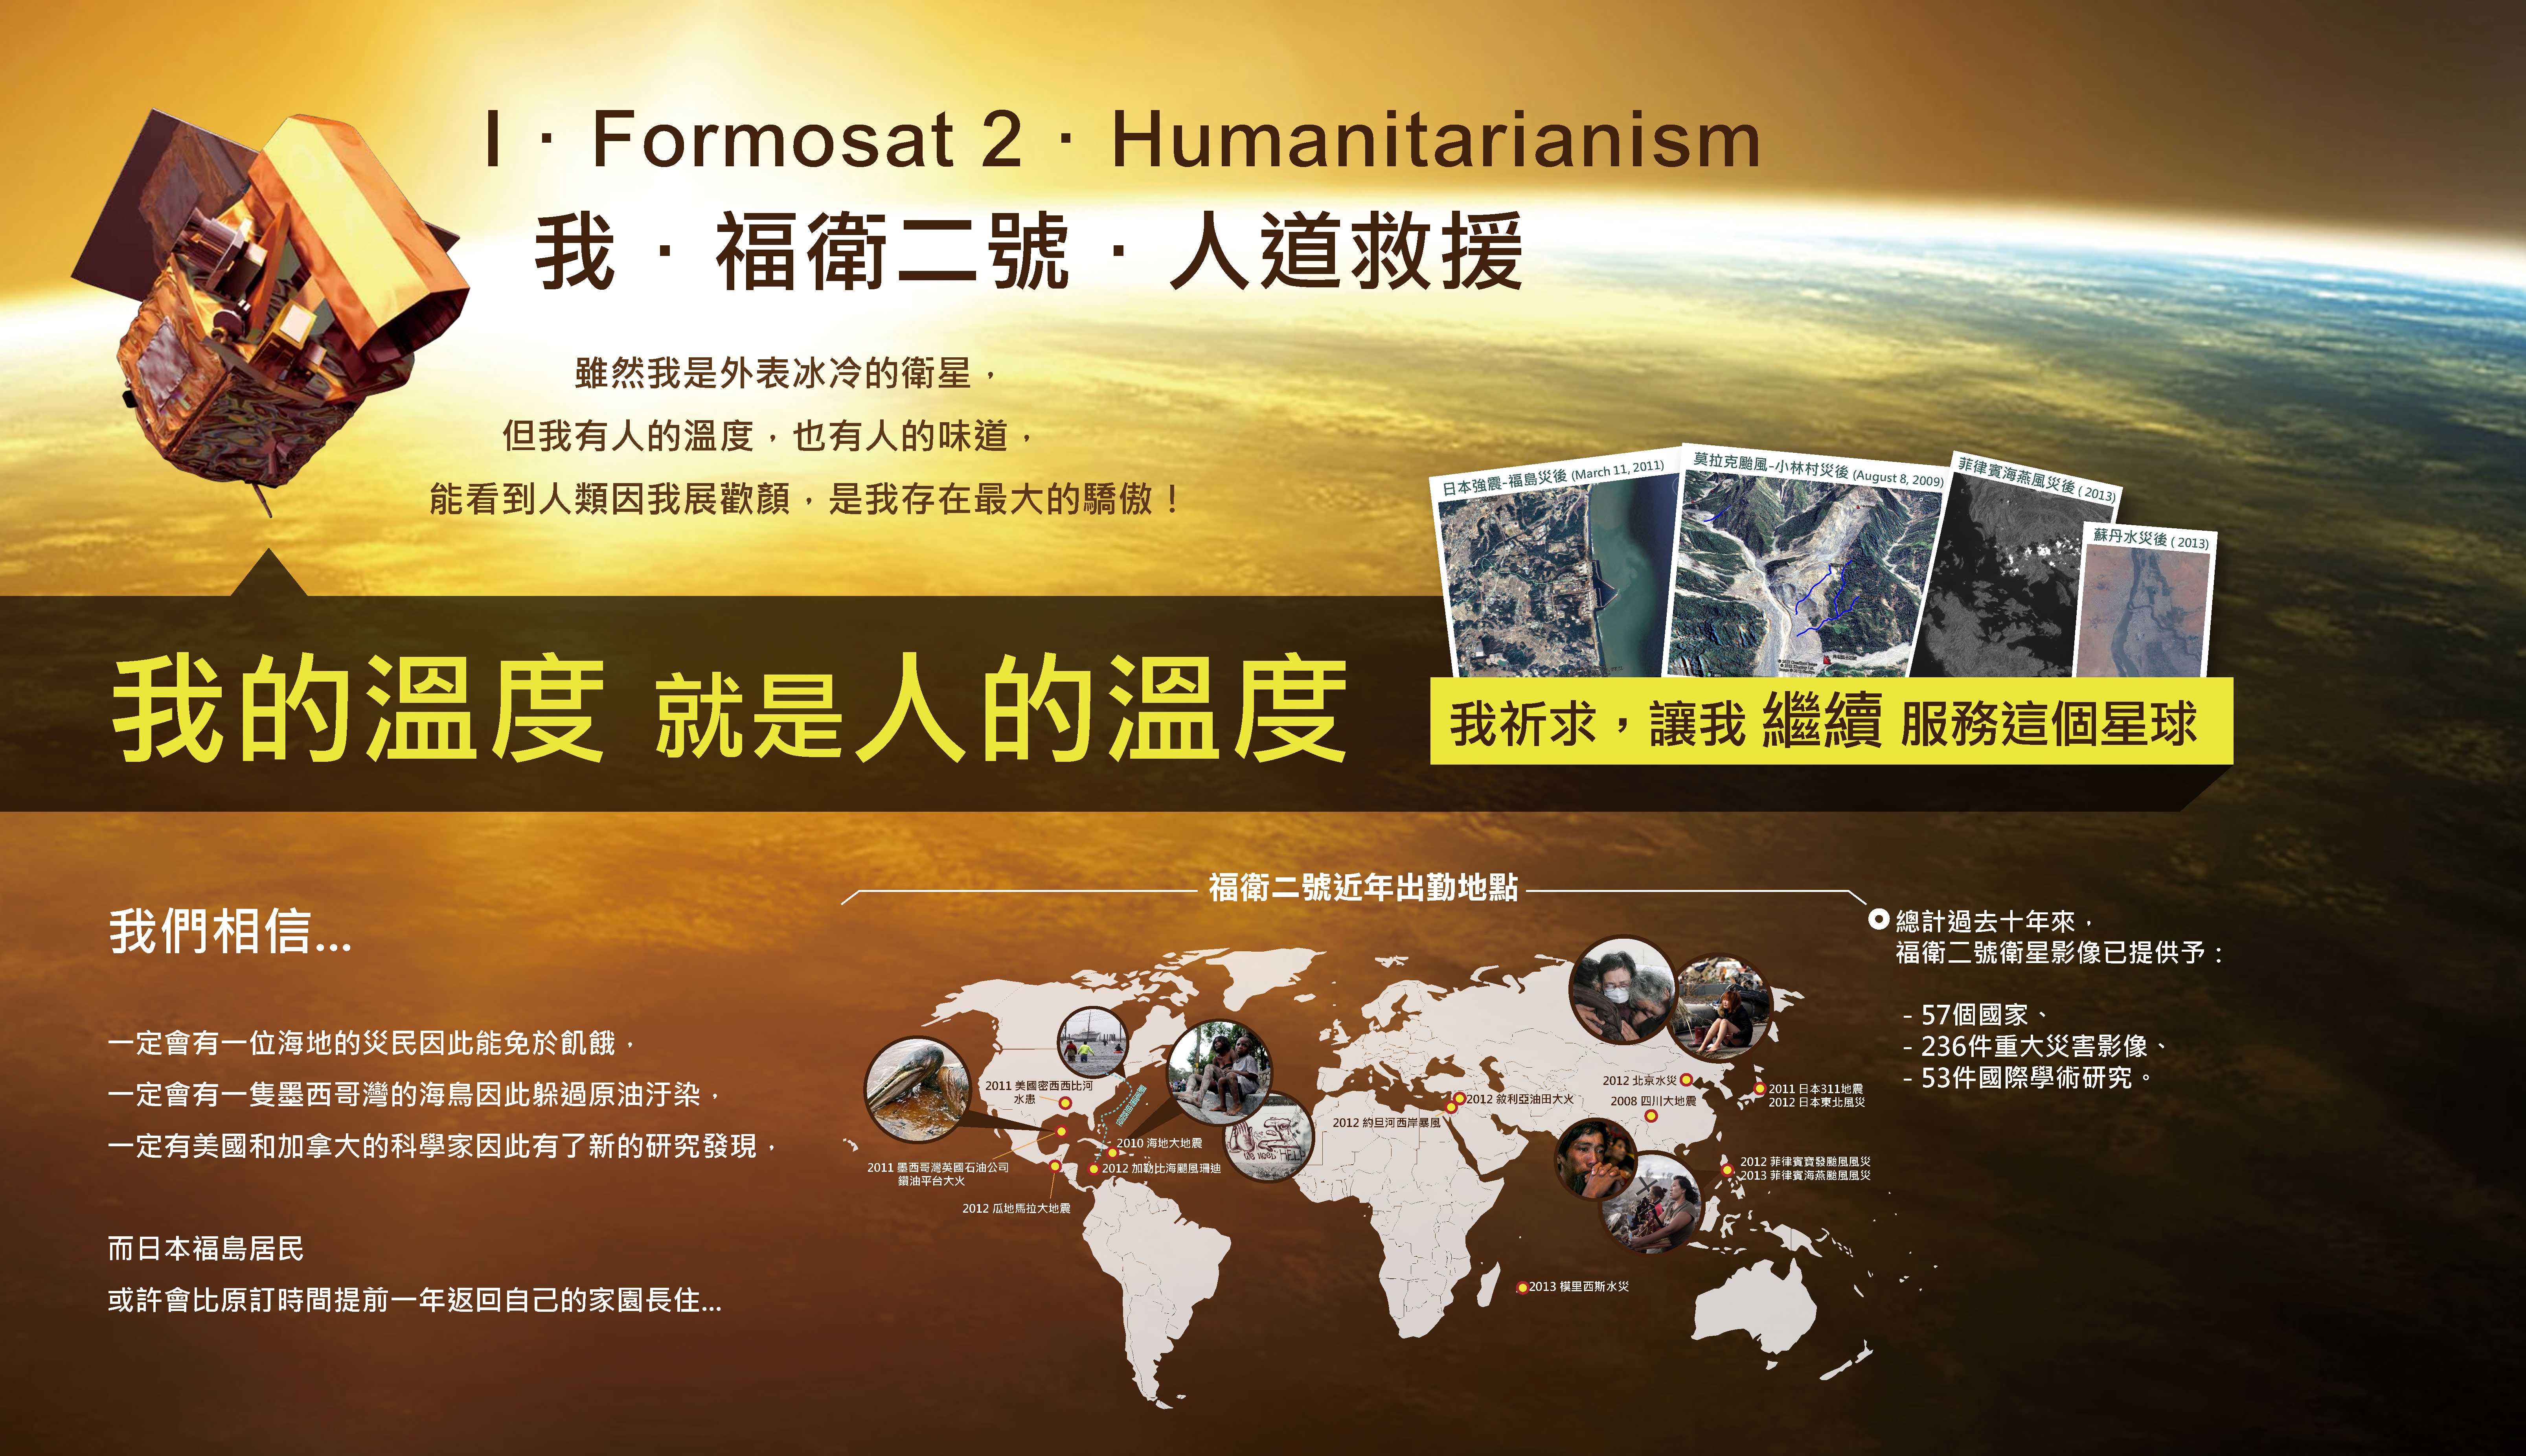 I · Formosat 2 · Humanitarianism
我 · 福衛二號 · 人道救援
雖然我是外表冰冷的衛星，
但我有人的溫度，也有人的味道，
能看到人類因我展歡顏，是我存在最大的驕傲！
日本強震-福島災後 (March 11, 2011)
莫拉克颱風-小林村災後 (August 8, 2009)
菲律賓海燕風災後 ( 2013)
蘇丹水災後 ( 2013)
我的溫度 就是人的溫度
我祈求，讓我 繼續 服務這個星球
我們相信...
一定會有一位海地的災民因此能免於飢餓，
一定會有一隻墨西哥灣的海鳥因此躲過原油汙染，
一定有美國和加拿大的科學家因此有了新的研究發現，
而日本福島居民
或許會比原訂時間提前一年返回自己的家園長住...
福衛二號近年出勤地點
2011 美國密西西比河
水患
2011 墨西哥灣英國石油公司
鑽油平台大火
2012 瓜地馬拉大地震
2010 海地大地震
2012 加勒比海颶風珊迪
2012 約旦河西岸暴風
2012 敘利亞油田大火
2012 北京水災
2008 四川大地震
2011 日本311地震
2012 日本東北風災
2012 菲律賓寶發颱風風災
2013 菲律賓海燕颱風風災
2013 模里西斯水災
總計過去十年來，
福衛二號衛星影像已提供予：
- 57個國家、
- 236件重大災害影像、
- 53件國際學術研究。